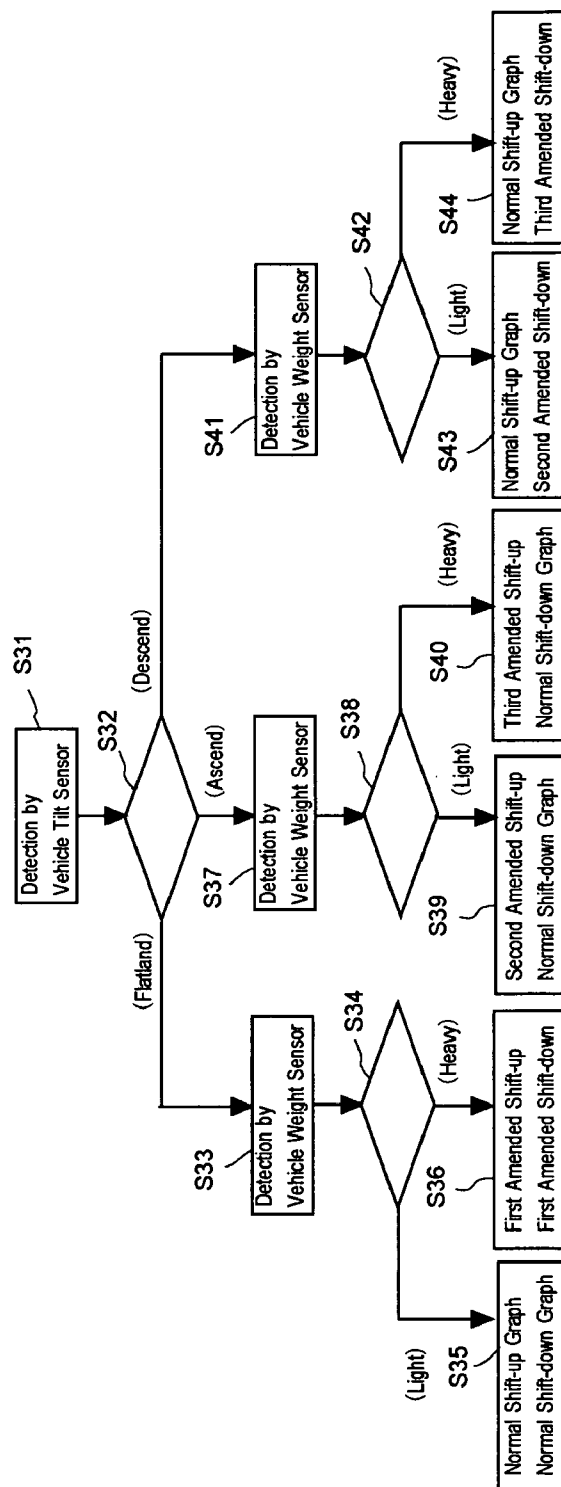 Detection by
Vehicle Tilt Sensor
S31
S32
(Flatland)
(Ascend)
(Descend)
Detection by
Vehicle Weight Sensor
S33
Detection by
Vehicle Weight Sensor
S37
Detection by
Vehicle Weight Sensor
S41
S34
(Light)
(Heavy)
S38
(Light)
(Heavy)
S42
(Light)
(Heavy)
S35
Normal Shift-up Graph
Normal Shift-down Graph
S36
First Amended Shift-up
First Amended Shift-down
S39
Second Amended Shift-up
Normal Shift-down Graph
S40
Third Amended Shift-up
Normal Shift-down Graph
S43
Normal Shift-up Graph
Second Amended Shift-down
S44
Normal Shift-up Graph
Third Amended Shift-down